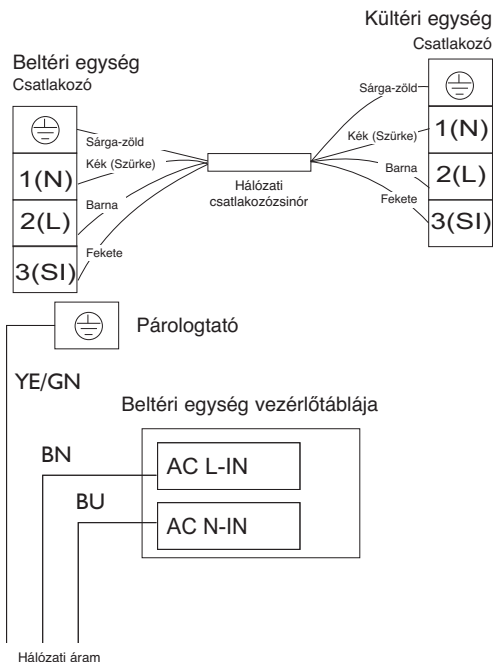 Kültéri egység
Csatlakozó
Beltéri egység
Csatlakozó
Sárga-zöld
Kék (Szürke)
Barna
Fekete
1(N)
2(L)
3(SI)
Hálózati
csatlakozózsinór
Sárga-zöld
Kék (Szürke)
Barna
Fekete
1(N)
2(L)
3(SI)
Párologtató
YE/GN
Beltéri egység vezérlőtáblája
BN
AC L-IN
BU
AC N-IN
Hálózati áram